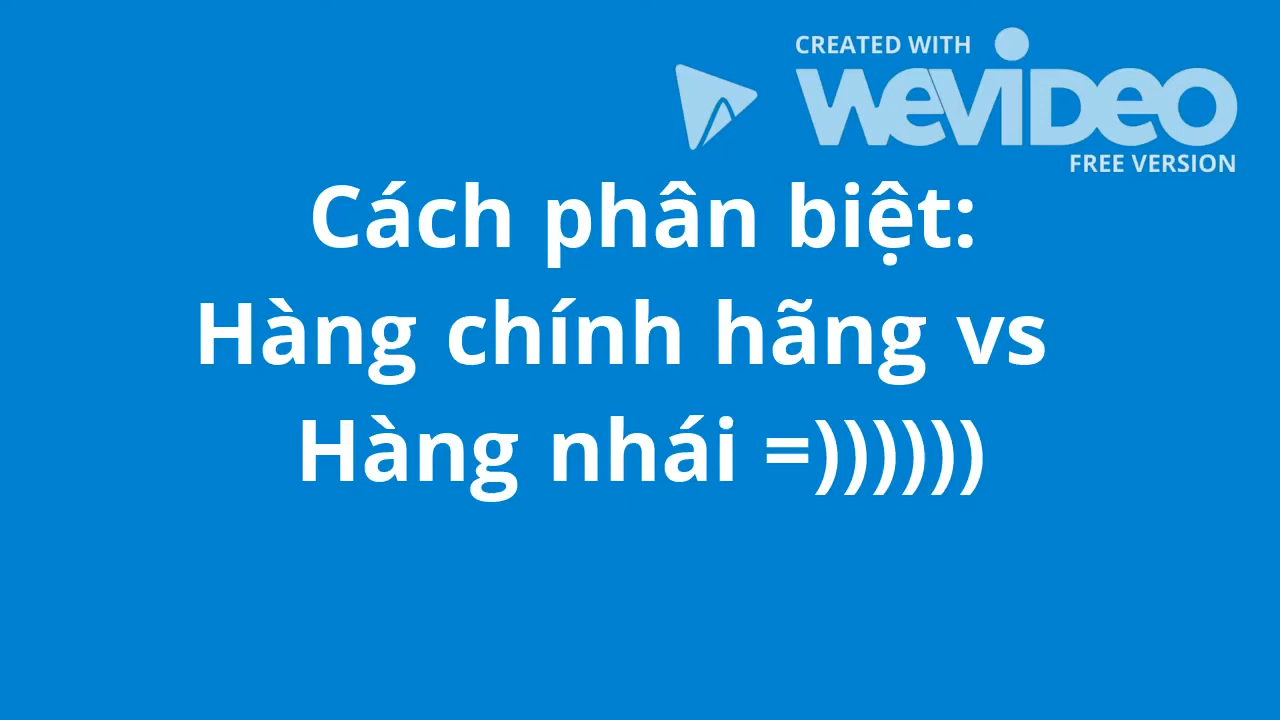 CREATED WITH
WEVIDEO
FREE VERSION
Cách phân biệt:
Hàng chính hãng vs
Hàng nhái =))))))